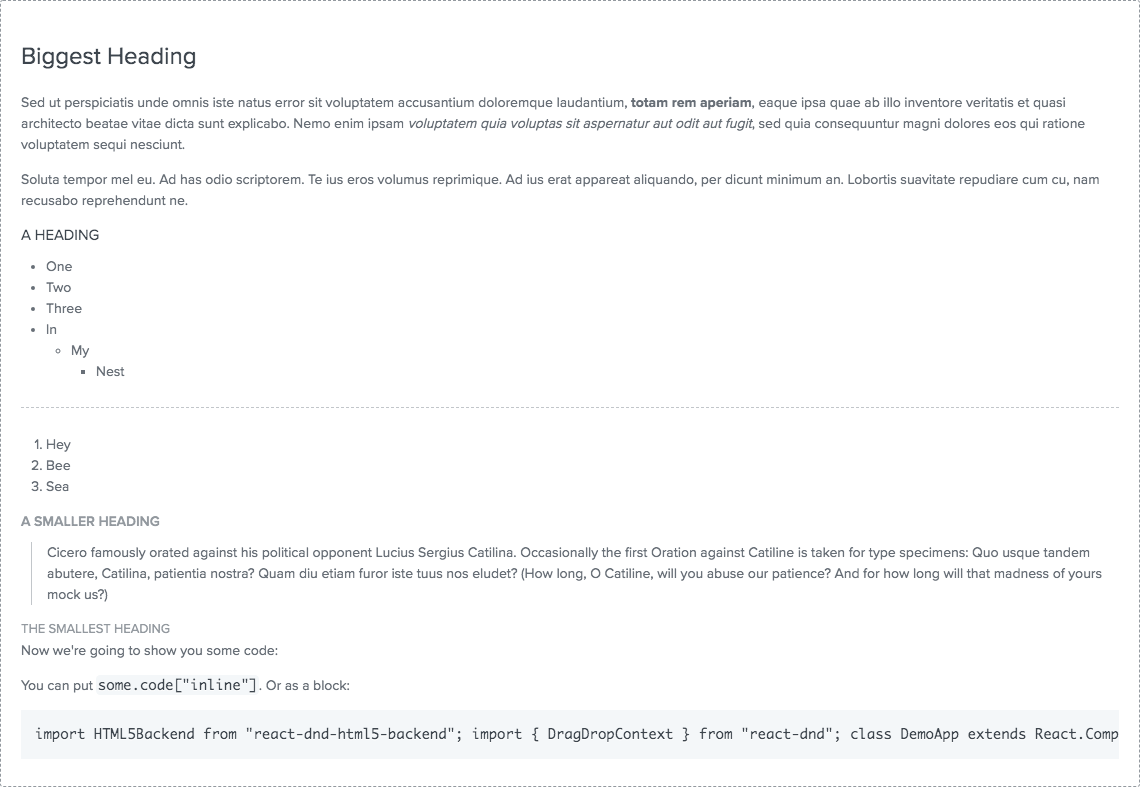 Biggest Heading
Sed ut perspiciatis unde omnis iste natus error sit voluptatem accusantium doloremque laudantium, totam rem aperiam, eaque ipsa quae ab illo inventore veritatis et quasi
architecto beatae vitae dicta sunt explicabo. Nemo enim ipsam voluptatem quia voluptas sit aspernatur aut odit aut fugit, sed quia consequuntur magni dolores eos qui ratione
voluptatem sequi nesciunt.
Soluta tempor mel eu. Ad has odio scriptorem. Te ius eros volumus reprimique. Ad ius erat appareat aliquando, per dicunt minimum an. Lobortis suavitate repudiare cum cu, nam
recusabo reprehendunt ne.
A HEADING
• One
• Two
• Three
• In
◦ My
▪ Nest
1. Hey
2. Bee
3. Sea
A SMALLER HEADING
Cicero famously orated against his political opponent Lucius Sergius Catilina. Occasionally the first Oration against Catiline is taken for type specimens: Quo usque tandem
abutere, Catilina, patientia nostra? Quam diu etiam furor iste tuus nos eludet? (How long, O Catiline, will you abuse our patience? And for how long will that madness of yours
mock us?)
THE SMALLEST HEADING
Now we're going to show you some code:
You can put some.code["inline"]. Or as a block:
import HTML5Backend from "react-dnd-html5-backend"; import { DragDropContext } from "react-dnd"; class DemoApp extends React.Comp